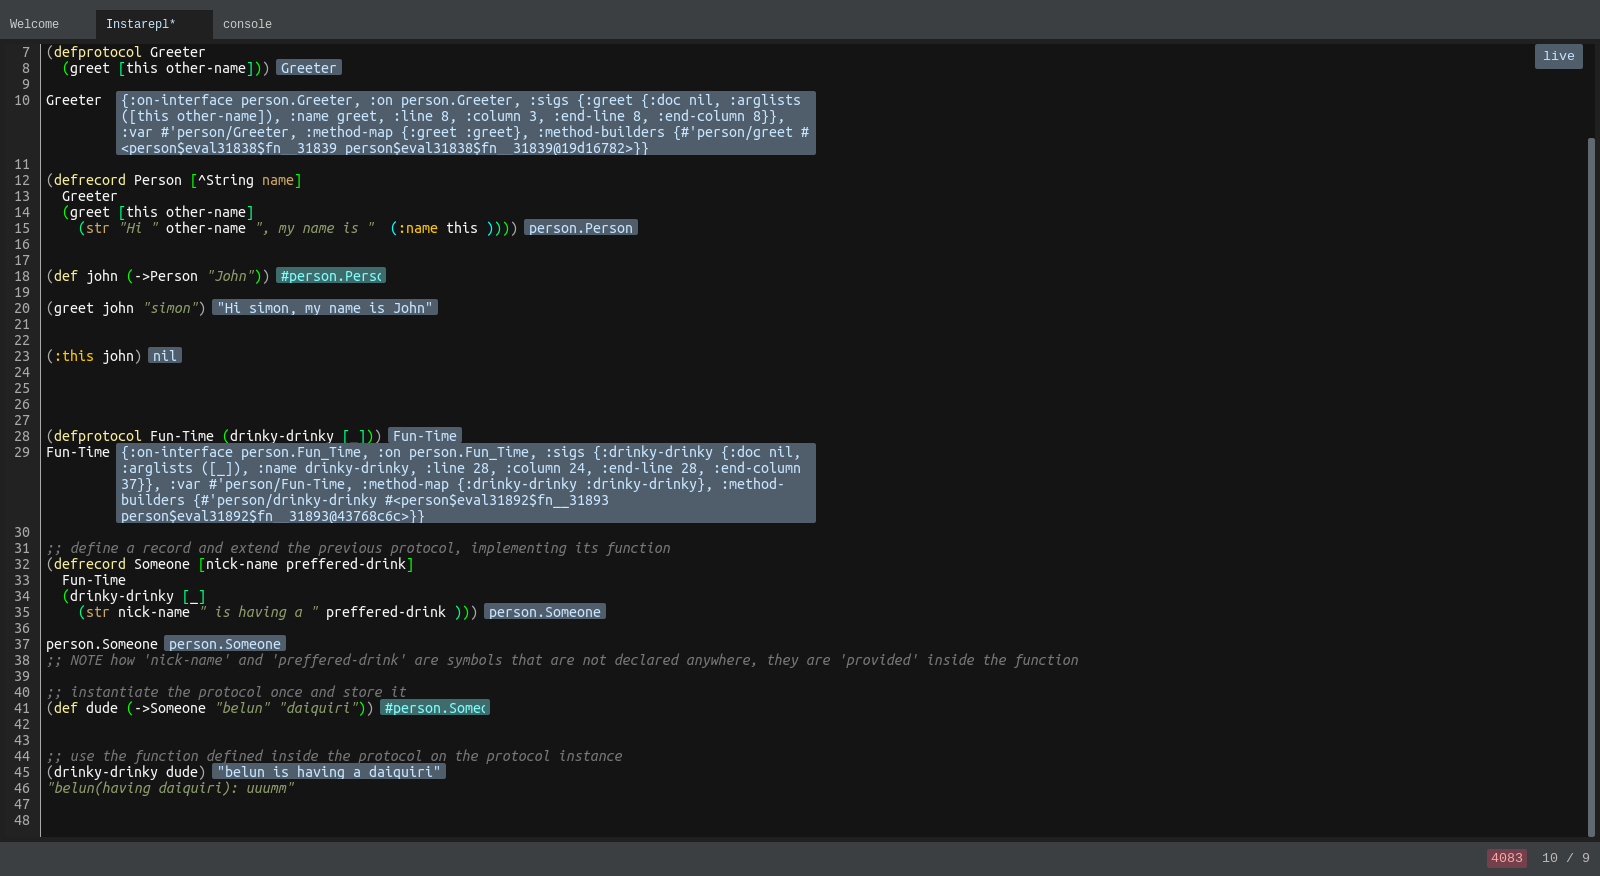 Welcome Instarepl* console
live
7 (defprotocol Greeter
8 (greet [this other-name])) Greeter
9
10 Greeter {:on-interface person.Greeter, :on person.Greeter, :sigs {:greet {:doc nil, :arglists
([this other-name]), :name greet, :line 8, :column 3, :end-line 8, :end-column 8}},
:var #'person/Greeter, :method-map {:greet :greet}, :method-builders {#'person/greet #
<person$eval31838$fn__31839 person$eval31838$fn__31839@19d16782>}}
11
12 (defrecord Person [^String name]
13 Greeter
14 (greet [this other-name]
15 (str "Hi " other-name ", my name is " (:name this )))) person.Person
16
17
18 (def john (->Person "John")) #person.Perso
19
20 (greet john "simon") "Hi simon, my name is John"
21
22
23 (:this john) nil
24
25
26
27
28 (defprotocol Fun-Time (drinky-drinky [_])) Fun-Time
29 Fun-Time {:on-interface person.Fun_Time, :on person.Fun_Time, :sigs {:drinky-drinky {:doc nil,
:arglists ([_]), :name drinky-drinky, :line 28, :column 24, :end-line 28, :end-column
37}}, :var #'person/Fun-Time, :method-map {:drinky-drinky :drinky-drinky}, :method-
builders {#'person/drinky-drinky #<person$eval31892$fn__31893
person$eval31892$fn__31893@43768c6c>}}
30
31 ;; define a record and extend the previous protocol, implementing its function
32 (defrecord Someone [nick-name preffered-drink]
33 Fun-Time
34 (drinky-drinky [_]
35 (str nick-name " is having a " preffered-drink ))) person.Someone
36
37 person.Someone person.Someone
38 ;; NOTE how 'nick-name' and 'preffered-drink' are symbols that are not declared anywhere, they are 'provided' inside the function
39
40 ;; instantiate the protocol once and store it
41 (def dude (->Someone "belun" "daiquiri")) #person.Someo
42
43
44 ;; use the function defined inside the protocol on the protocol instance
45 (drinky-drinky dude) "belun is having a daiquiri"
46 "belun(having daiquiri): uuumm"
47
48
4083 10 / 9